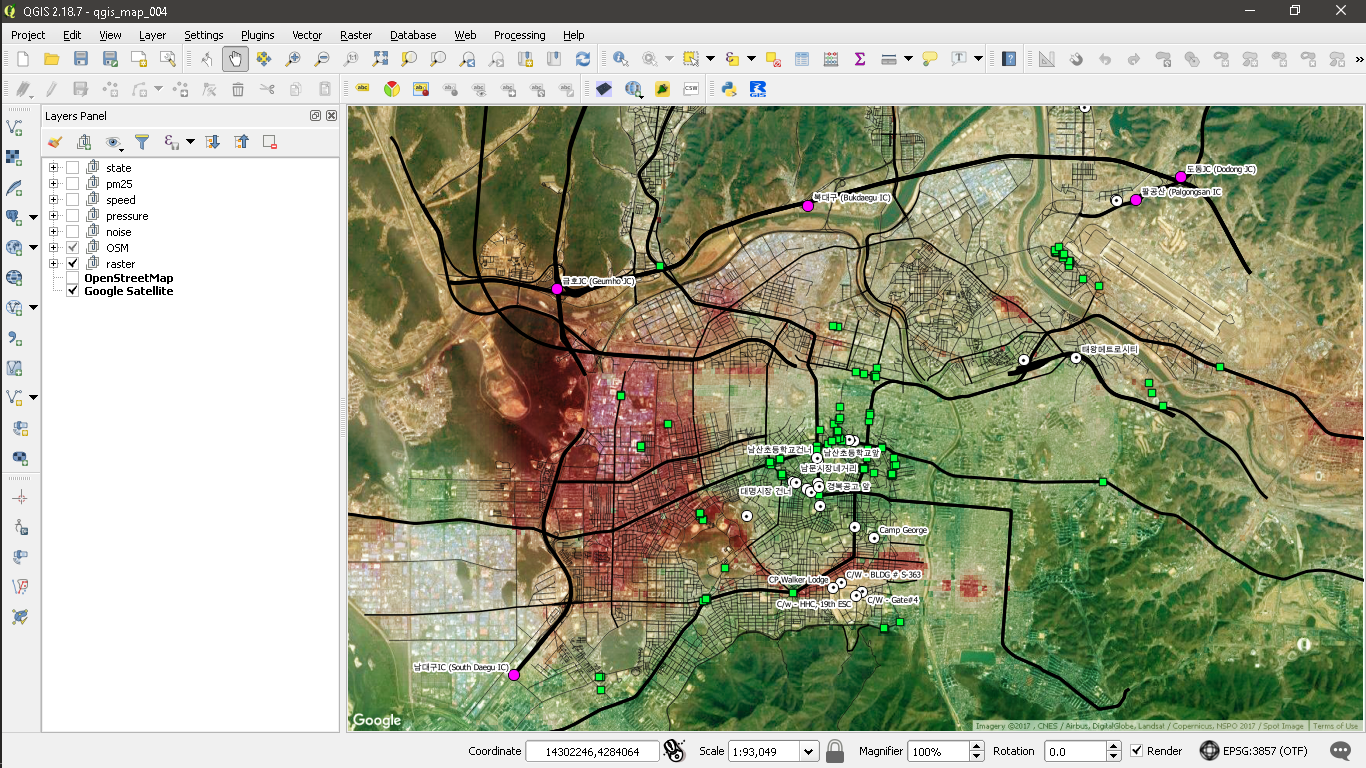 QGIS 2.18.7 - qgis_map_004
Project Edit View Layer Settings Plugins Vector Raster Database Web Processing Help
Layers Panel
state
pm25
speed
pressure
noise
OSM
raster
OpenStreetMap
Google Satellite
도동JC (Dodong JC)
팔공산 (Palgongsan IC
북대구 (Bukdaegu IC)
금호JC (Geumho JC)
태왕메트로시티
남산초등학교건너
남산초등학교앞
남문시장네거리
대명시장 건너
경북공고 앞
Camp George
CP Walker Lodge
C/W - BLDG # S-363
C/w - HHC, 19th ESC
C/W - Gate#4
남대구IC (South Daegu IC)
Google
Imagery ©2017 , CNES / Airbus, DigitalGlobe, Landsat / Copernicus, NSPO 2017 / Spot Image
Terms of Use
Coordinate 14302246,4284064 Scale 1:93,049 Magnifier 100% Rotation 0.0 Render EPSG:3857 (OTF)